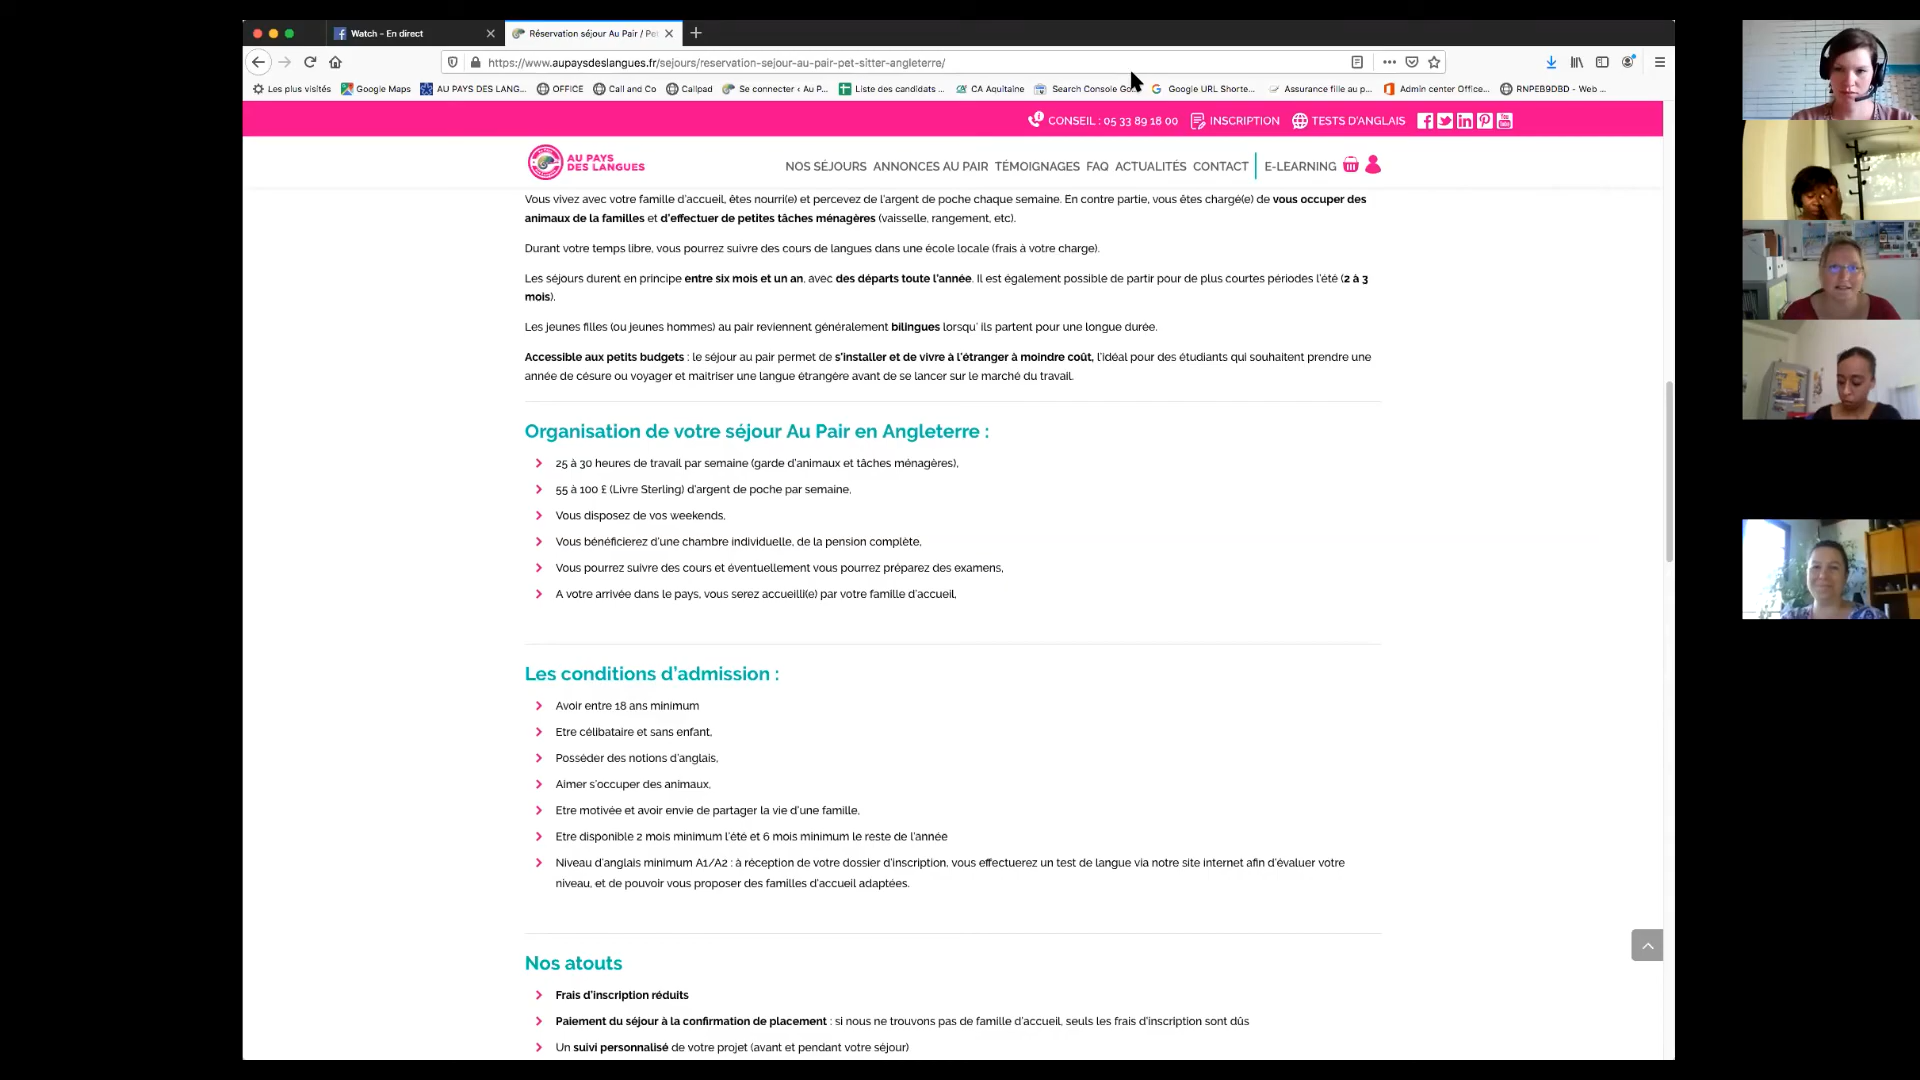 Watch – En direct
Réservation séjour Au Pair / Pe
https://www.aupaysdeslangues.fr/sejours/reservation-sejour-au-pair-pet-sitter-angleterre/
Les plus visités Google Maps AU PAYS DES LANG... OFFICE Call and Co Callpad Se connecter ‹ Au P... Liste des candidats ... CA Aquitaine Search Console Go... Google URL Shorte... Assurance fille au p... Admin center Office... RNPEB9DBD - Web ...
CONSEIL : 05 33 89 18 00 INSCRIPTION TESTS D'ANGLAIS
AU PAYS DES LANGUES
NOS SÉJOURS ANNONCES AU PAIR TÉMOIGNAGES FAQ ACTUALITÉS CONTACT E-LEARNING
Vous vivez avec votre famille d'accueil, êtes nourri(e) et percevez de l'argent de poche chaque semaine. En contre partie, vous êtes chargé(e) de vous occuper des
animaux de la familles et d'effectuer de petites tâches ménagères (vaisselle, rangement, etc).
Durant votre temps libre, vous pourrez suivre des cours de langues dans une école locale (frais à votre charge).
Les séjours durent en principe entre six mois et un an, avec des départs toute l'année. Il est également possible de partir pour de plus courtes périodes l'été (2 à 3
mois).
Les jeunes filles (ou jeunes hommes) au pair reviennent généralement bilingues lorsqu' ils partent pour une longue durée.
Accessible aux petits budgets : le séjour au pair permet de s'installer et de vivre à l'étranger à moindre coût, l'idéal pour des étudiants qui souhaitent prendre une
année de césure ou voyager et maitriser une langue étrangère avant de se lancer sur le marché du travail.
Organisation de votre séjour Au Pair en Angleterre :
25 à 30 heures de travail par semaine (garde d'animaux et tâches ménagères),
55 à 100 £ (Livre Sterling) d'argent de poche par semaine,
Vous disposez de vos weekends,
Vous bénéficierez d'une chambre individuelle, de la pension complète,
Vous pourrez suivre des cours et éventuellement vous pourrez préparez des examens,
A votre arrivée dans le pays, vous serez accueilli(e) par votre famille d'accueil,
Les conditions d'admission :
Avoir entre 18 ans minimum
Etre célibataire et sans enfant,
Posséder des notions d'anglais,
Aimer s'occuper des animaux,
Etre motivée et avoir envie de partager la vie d'une famille,
Etre disponible 2 mois minimum l'été et 6 mois minimum le reste de l'année
Niveau d'anglais minimum A1/A2 : à réception de votre dossier d'inscription, vous effectuerez un test de langue via notre site internet afin d'évaluer votre
niveau, et de pouvoir vous proposer des familles d'accueil adaptées.
Nos atouts
Frais d'inscription réduits
Paiement du séjour à la confirmation de placement : si nous ne trouvons pas de famille d'accueil, seuls les frais d'inscription sont dûs
Un suivi personnalisé de votre projet (avant et pendant votre séjour)